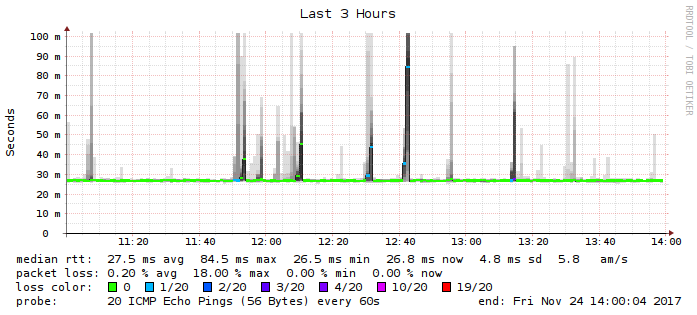 Last 3 Hours
RRDTOOL / TOBI OETIKER
Seconds
100 m
90 m
80 m
70 m
60 m
50 m
40 m
30 m
20 m
10 m
0
11:20 11:40 12:00 12:20 12:40 13:00 13:20 13:40 14:00
median rtt: 27.5 ms avg 84.5 ms max 26.5 ms min 26.8 ms now 4.8 ms sd 5.8 am/s
packet loss: 0.20 % avg 18.00 % max 0.00 % min 0.00 % now
loss color: 0 1/20 2/20 3/20 4/20 10/20 19/20
probe: 20 ICMP Echo Pings (56 Bytes) every 60s end: Fri Nov 24 14:00:04 2017